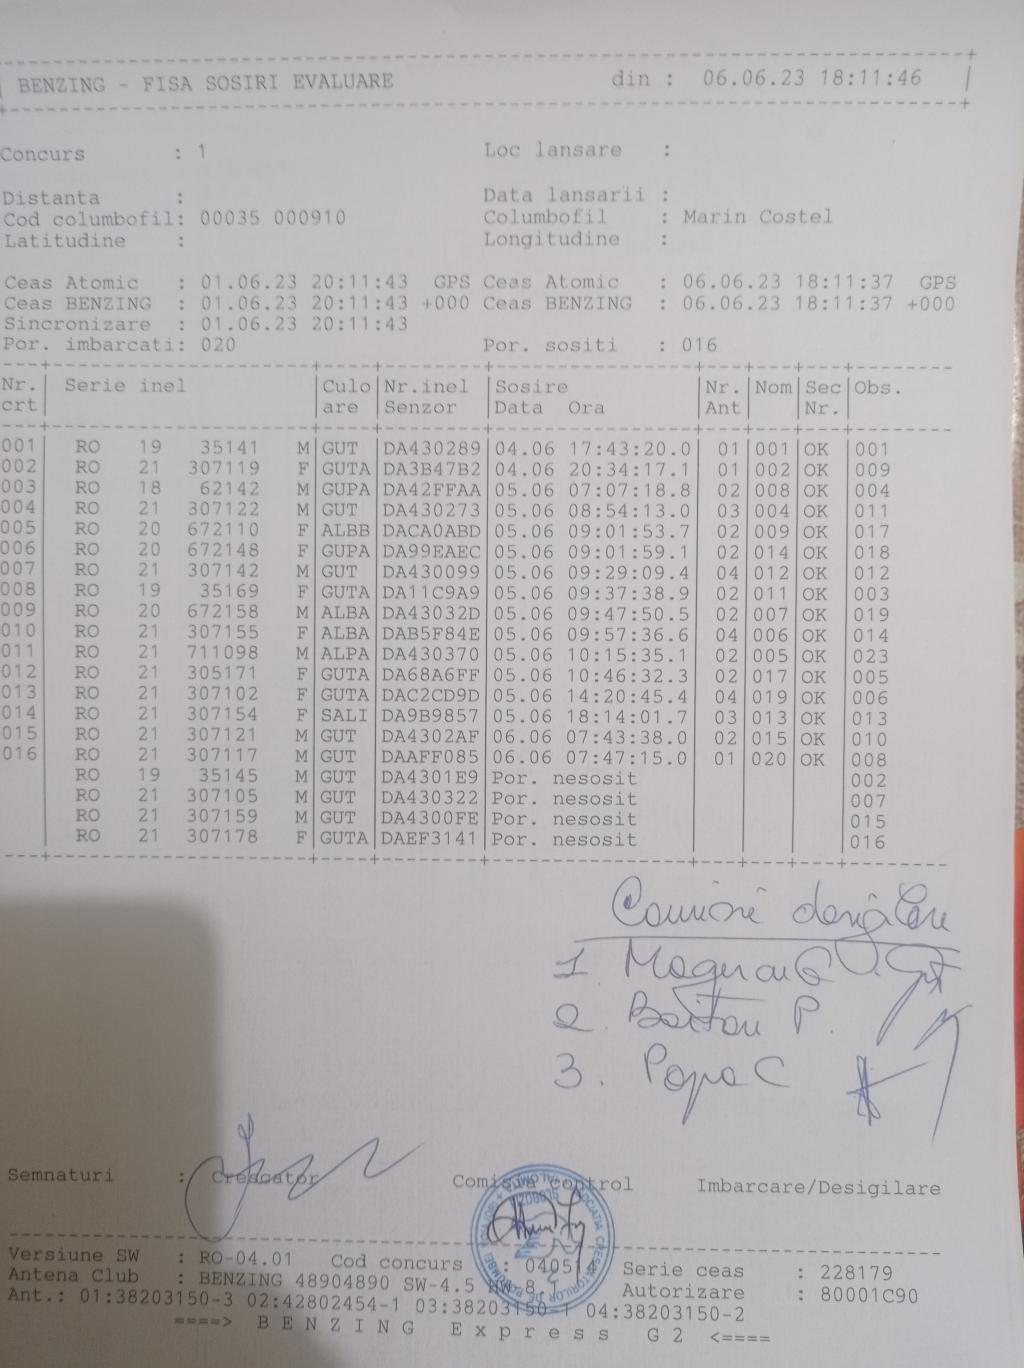 BENZING - FISA SOSIRI EVALUARE din : 06.06.23 18:11:46
Concurs : 1 Loc lansare :
Distanta : Data lansarii :
Cod columbofil: 00035 000910 Columbofil : Marin Costel
Latitudine : Longitudine :
Ceas Atomic : 01.06.23 20:11:43 GPS Ceas Atomic : 06.06.23 18:11:37 GPS
Ceas BENZING : 01.06.23 20:11:43 +000 Ceas BENZING : 06.06.23 18:11:37 +000
Sincronizare : 01.06.23 20:11:43
Por. imbarcati: 020 Por. sositi : 016
Nr. Serie inel Culo Nr.inel Sosire Nr. Nom Sec Obs.
crt are Senzor Data Ora Ant Nr.
001 RO 19 35141 M GUT DA430289 04.06 17:43:20.0 01 001 OK 001
002 RO 21 307119 F GUTA DA3B47B2 04.06 20:34:17.1 01 002 OK 009
003 RO 18 62142 M GUPA DA42FFAA 05.06 07:07:18.8 02 008 OK 004
004 RO 21 307122 M GUT DA430273 05.06 08:54:13.0 03 004 OK 011
005 RO 20 672110 F ALBB DACA0ABD 05.06 09:01:53.7 02 009 OK 017
006 RO 20 672148 F GUPA DA99EAEC 05.06 09:01:59.1 02 014 OK 018
007 RO 21 307142 M GUT DA430099 05.06 09:29:09.4 04 012 OK 012
008 RO 19 35169 F GUTA DA11C9A9 05.06 09:37:38.9 02 011 OK 003
009 RO 20 672158 M ALBA DA43032D 05.06 09:47:50.5 02 007 OK 019
010 RO 21 307155 F ALBA DAB5F84E 05.06 09:57:36.6 04 006 OK 014
011 RO 21 711098 M ALPA DA430370 05.06 10:15:35.1 02 005 OK 023
012 RO 21 305171 F GUTA DA68A6FF 05.06 10:46:32.3 02 017 OK 005
013 RO 21 307102 F GUTA DAC2CD9D 05.06 14:20:45.4 04 019 OK 006
014 RO 21 307154 F SALI DA9B9857 05.06 18:14:01.7 03 013 OK 013
015 RO 21 307121 M GUT DA4302AF 06.06 07:43:38.0 02 015 OK 010
016 RO 21 307117 M GUT DAAFF085 06.06 07:47:15.0 01 020 OK 008
RO 19 35145 M GUT DA4301E9 Por. nesosit 002
RO 21 307105 M GUT DA430322 Por. nesosit 007
RO 21 307159 M GUT DA4300FE Por. nesosit 015
RO 21 307178 F GUTA DAEF3141 Por. nesosit 016
1
2.
3. Popa C
Semnaturi : Crescator Comisia control Imbarcare/Desigilare
Versiune SW : RO-04.01 Cod concurs : Serie ceas : 228179
Antena Club : BENZING 48904890 SW-4.5 Autorizare : 80001C90
Ant.: 01:38203150-3 02:42802454-1 03:38203150-1 04:38203150-2
====> B E N Z I N G E x p r e s s G 2 <====